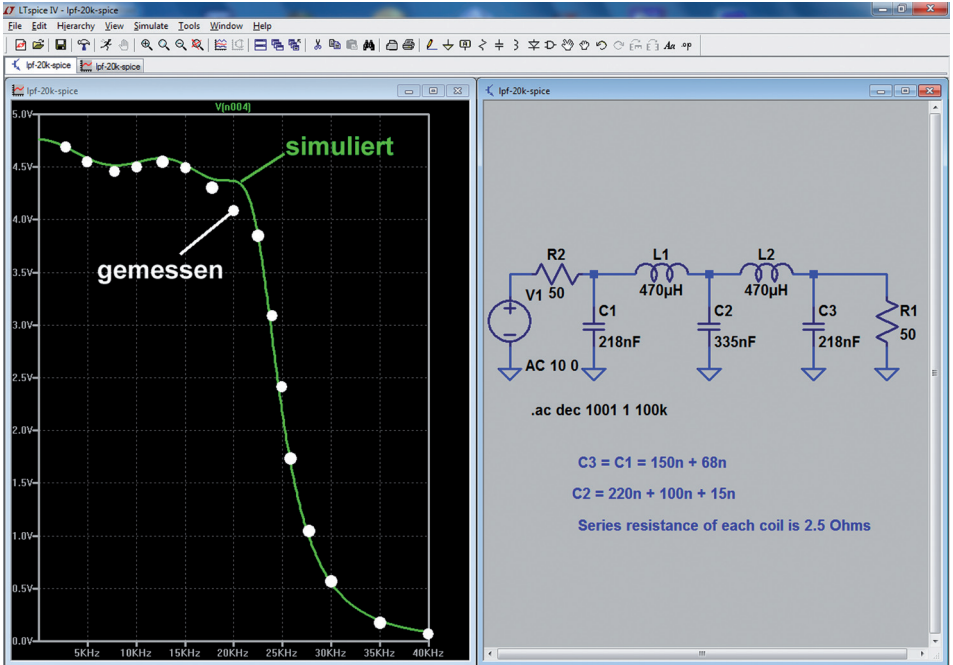 LTspice IV - lpf-20k-spice
File Edit Hierarchy View Simulate Tools Window Help
Aa .op
lpf-20k-spice lpf-20k-spice
lpf-20k-spice
V(n004)
5.0V
4.5V
4.0V
3.5V
3.0V
2.5V
2.0V
1.5V
1.0V
0.5V
0.0V
5KHz 10KHz 15KHz 20KHz 25KHz 30KHz 35KHz 40KHz
simuliert
gemessen
lpf-20k-spice
R2
50
L1
470µH
L2
470µH
V1
AC 10 0
C1
218nF
C2
335nF
C3
218nF
R1
50
.ac dec 1001 1 100k
C3 = C1 = 150n + 68n
C2 = 220n + 100n + 15n
Series resistance of each coil is 2.5 Ohms